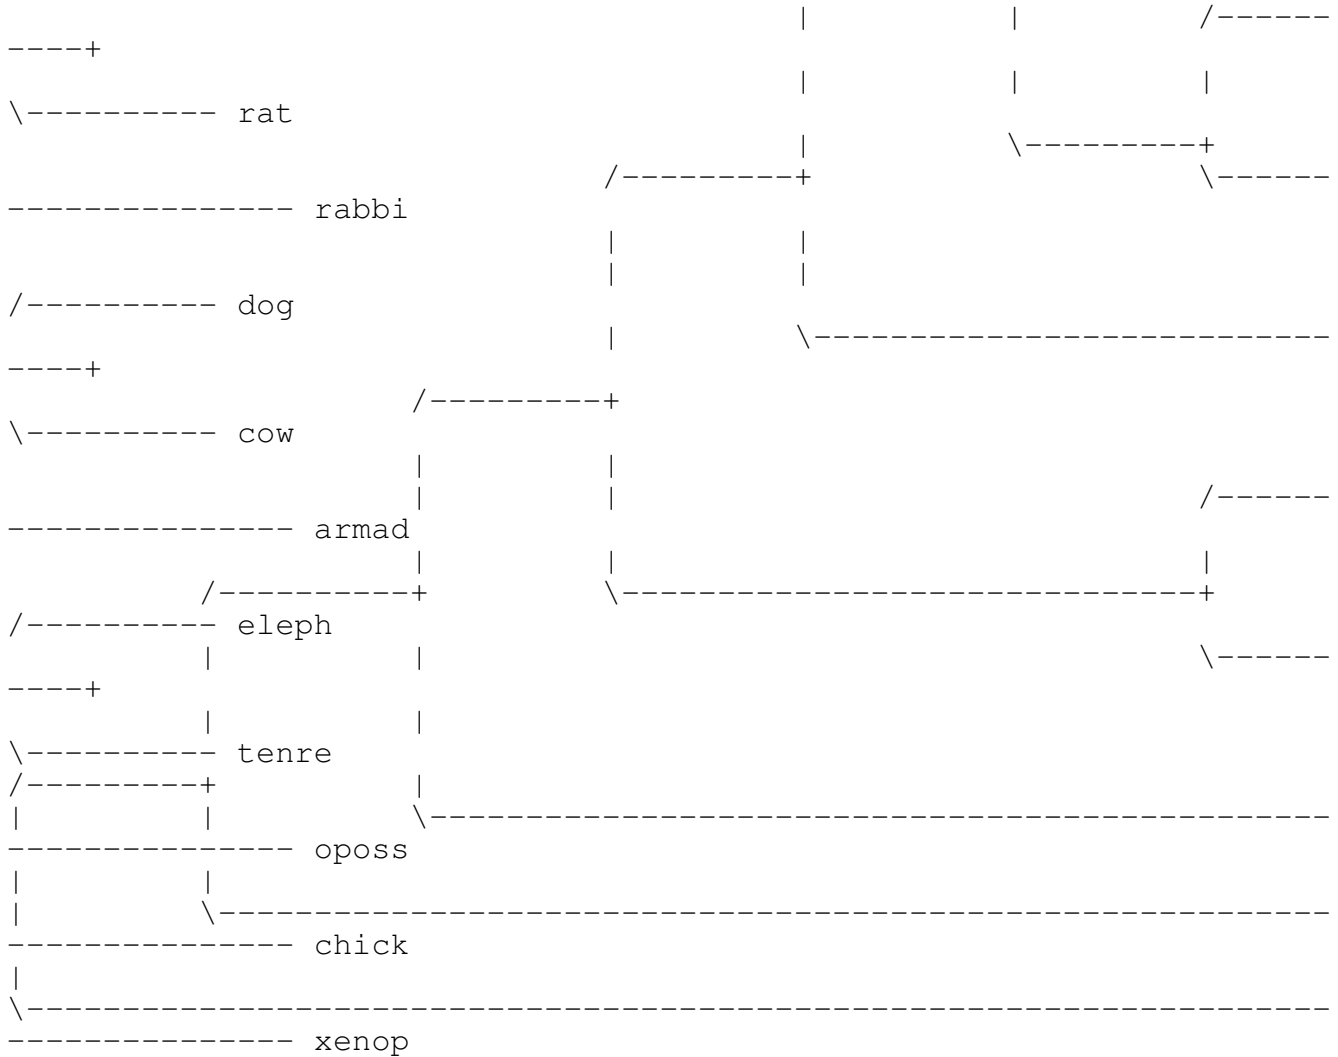 rat
rabbi
dog
cow
armad
eleph
tenre
oposs
chick
xenop